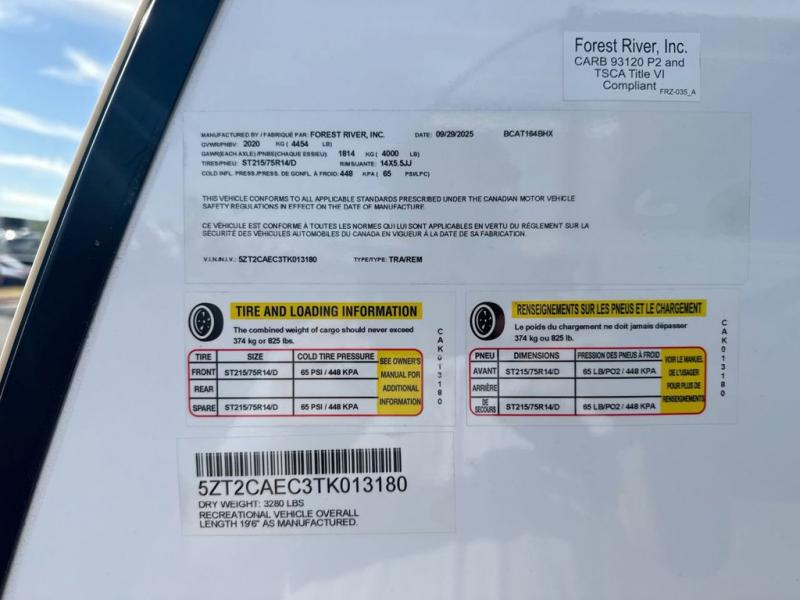 Forest River, Inc.
CARB 93120 P2 and
TSCA Title VI
Compliant FRZ-035_A
MANUFACTURED BY / FABRIQUÉ PAR: FOREST RIVER, INC. DATE: 09/29/2025 BCAT164BHX
GVWR/PNBV: 2020 KG ( 4454 LB)
GAWR(EACH AXLE) /PNBE(CHAQUE ESSIEU): 1814 KG ( 4000 LB)
TIRES/PNEU: ST215/75R14/D RIMS/JANTE: 14X5.5JJ
COLD INFL. PRESS./PRESS. DE GONFL. À FROID: 448 KPA ( 65 PSI/LPC)
THIS VEHICLE CONFORMS TO ALL APPLICABLE STANDARDS PRESCRIBED UNDER THE CANADIAN MOTOR VEHICLE
SAFETY REGULATIONS IN EFFECT ON THE DATE OF MANUFACTURE.
CE VÉHICULE EST CONFORME À TOUTES LES NORMES QUI LUI SONT APPLICABLES EN VERTU DU RÉGLEMENT SUR LA
SÉCURITÉ DES VÉHICULES AUTOMOBILES DU CANADA EN VIGUEUR À LA DATE DE SA FABRICATION.
V.I.N./N.I.V.: 5ZT2CAEC3TK013180 TYPE/TYPE: TRA/REM
TIRE AND LOADING INFORMATION
The combined weight of cargo should never exceed
374 kg or 825 lb.
TIRE SIZE COLD TIRE PRESSURE
FRONT ST215/75R14/D 65 PSI / 448 KPA
REAR
SPARE ST215/75R14/D 65 PSI / 448 KPA
SEE OWNER'S
MANUAL FOR
ADDITIONAL
INFORMATION
CAK013180
RENSEIGNEMENTS SUR LES PNEUS ET LE CHARGEMENT
Le poids du chargement ne doit jamais dépasser
374 kg ou 825 lb.
PNEU DIMENSIONS PRESSION DES PNEUS À FROID
AVANT ST215/75R14/D 65 LB/PO2 / 448 KPA
ARRIÈRE
DE SECOURS ST215/75R14/D 65 LB/PO2 / 448 KPA
VOIR LE MANUEL
DE L'USAGER
POUR PLUS DE
RENSEIGNEMENTS
CAK013180
5ZT2CAEC3TK013180
DRY WEIGHT: 3280 LBS
RECREATIONAL VEHICLE OVERALL
LENGTH 19'6" AS MANUFACTURED.